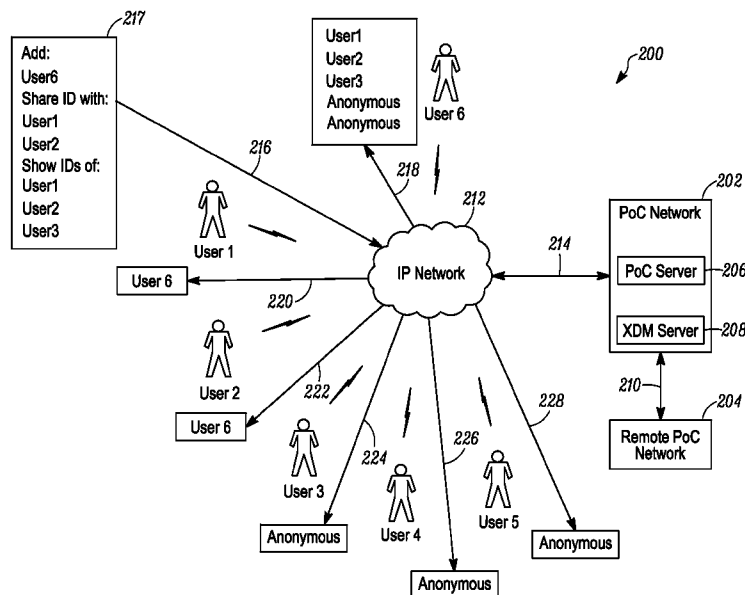 217
Add:
User6
Share ID with:
User1
User2
Show IDs of:
User1
User2
User3
User1
User2
User3
Anonymous
Anonymous
User 6
200
216
218
212
202
User 1
IP Network
214
PoC Network
PoC Server
206
XDM Server
208
User 6
220
User 2
222
User 6
210
204
Remote PoC
Network
User 3
224
User 4
226
User 5
228
Anonymous
Anonymous
Anonymous